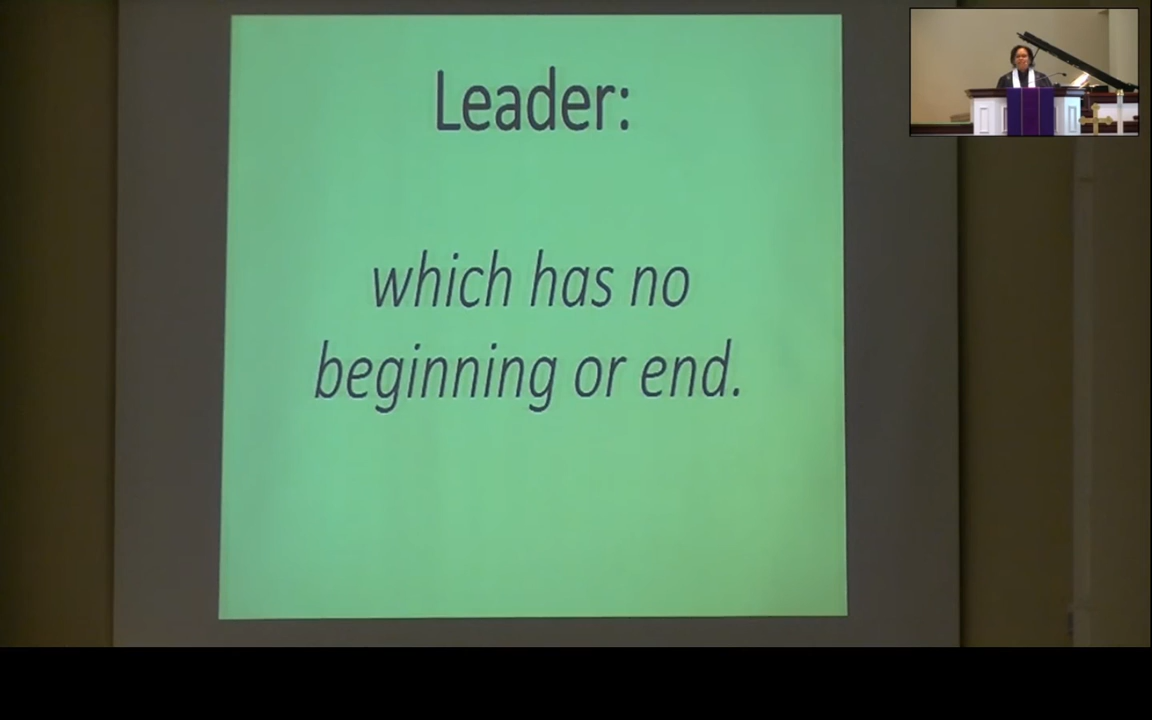 Leader:
which has no
beginning or end.